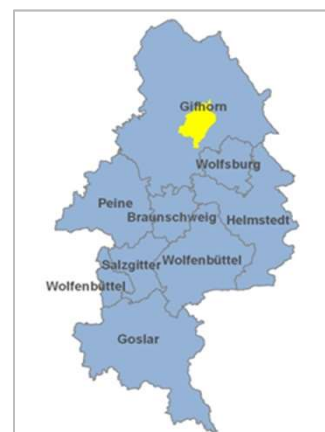 Gifhorn
Wolfsburg
Peine
Braunschweig
Helmstedt
Salzgitter
Wolfenbüttel
Wolfenbüttel
Goslar